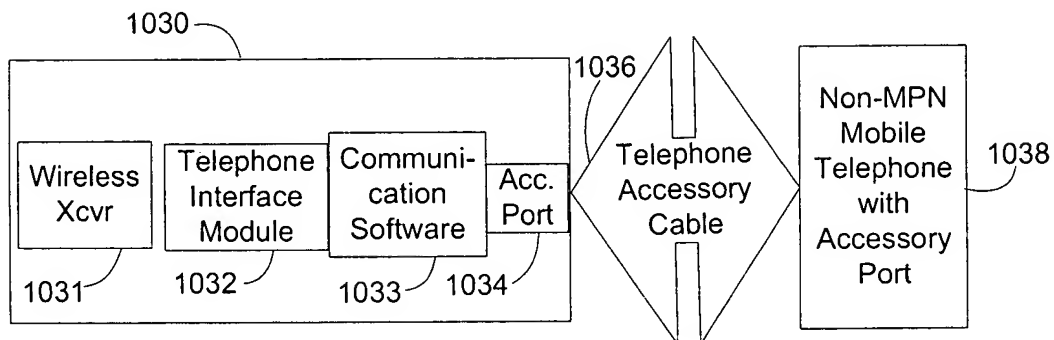 1030
Wireless
Xcvr
1031
Telephone
Interface
Module
1032
Communi-
cation
Software
1033
Acc.
Port
1034
1036
Telephone
Accessory
Cable
Non-MPN
Mobile
Telephone
with
Accessory
Port
1038